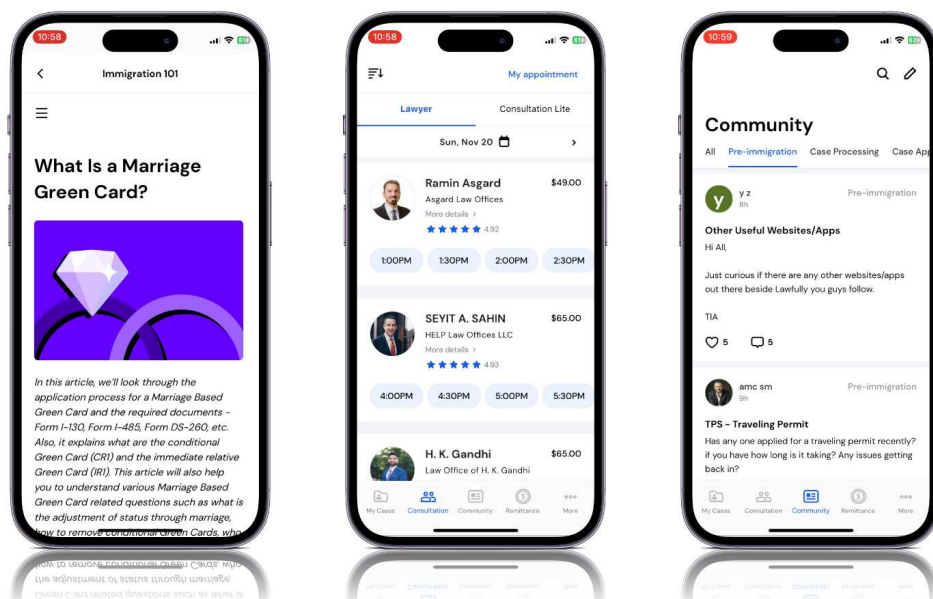 10:58
61
Immigration 101
What Is a Marriage
Green Card?
In this article, we'll look through the
application process for a Marriage Based
Green Card and the required documents -
Form I-130, Form I-485, Form DS-260, etc.
Also, it explains what are the conditional
Green Card (CR1) and the immediate relative
Green Card (IR1). This article will also help
you to understand various Marriage Based
Green Card related questions such as what is
the adjustment of status through marriage,
how to remove conditional Green Cards, who
10:58
61
My appointment
Lawyer
Consultation Lite
Sun, Nov 20
Ramin Asgard $49.00
Asgard Law Offices
More details >
4.92
1:00PM 1:30PM 2:00PM 2:30PM
SEYIT A. SAHIN $65.00
HELP Law Offices LLC
More details >
4.93
4:00PM 4:30PM 5:00PM 5:30PM
H. K. Gandhi $65.00
Law Office of H. K. Gandhi
My Cases Consultation Community Remittance More
10:59
Community
All Pre-immigration Case Processing Case App
y
y z Pre-immigration
8h
Other Useful Websites/Apps
Hi All,
Just curious if there are any other websites/apps
out there beside Lawfully you guys follow.
TIA
5 5
amc sm Pre-immigration
9h
TPS - Traveling Permit
Has any one applied for a traveling permit recently?
if you have how long is it taking? Any issues getting
back in?
My Cases Consultation Community Remittance More